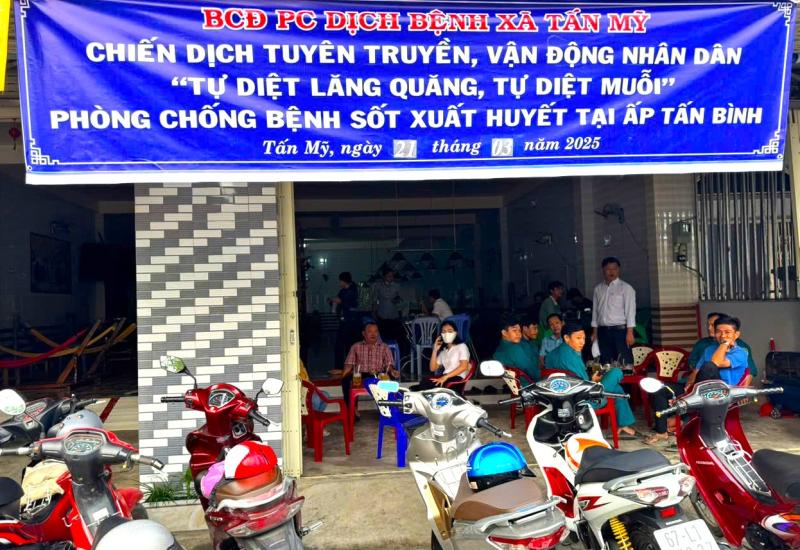 BCĐ PC DỊCH BỆNH XÃ TẤN MỸ
CHIẾN DỊCH TUYÊN TRUYỀN, VẬN ĐỘNG NHÂN DÂN
“TỰ DIỆT LĂNG QUĂNG, TỰ DIỆT MUỖI”
PHÒNG CHỐNG BỆNH SỐT XUẤT HUYẾT TẠI ẤP TẤN BÌNH
Tấn Mỹ, ngày 21 tháng 03 năm 2025
67-L1